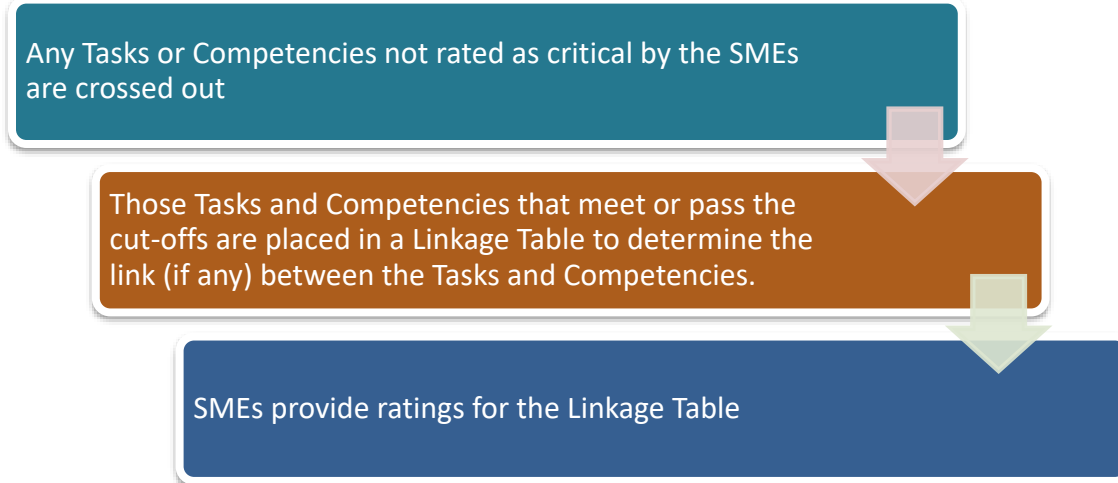 Any Tasks or Competencies not rated as critical by the SMEs
are crossed out
Those Tasks and Competencies that meet or pass the
cut-offs are placed in a Linkage Table to determine the
link (if any) between the Tasks and Competencies.
SMEs provide ratings for the Linkage Table